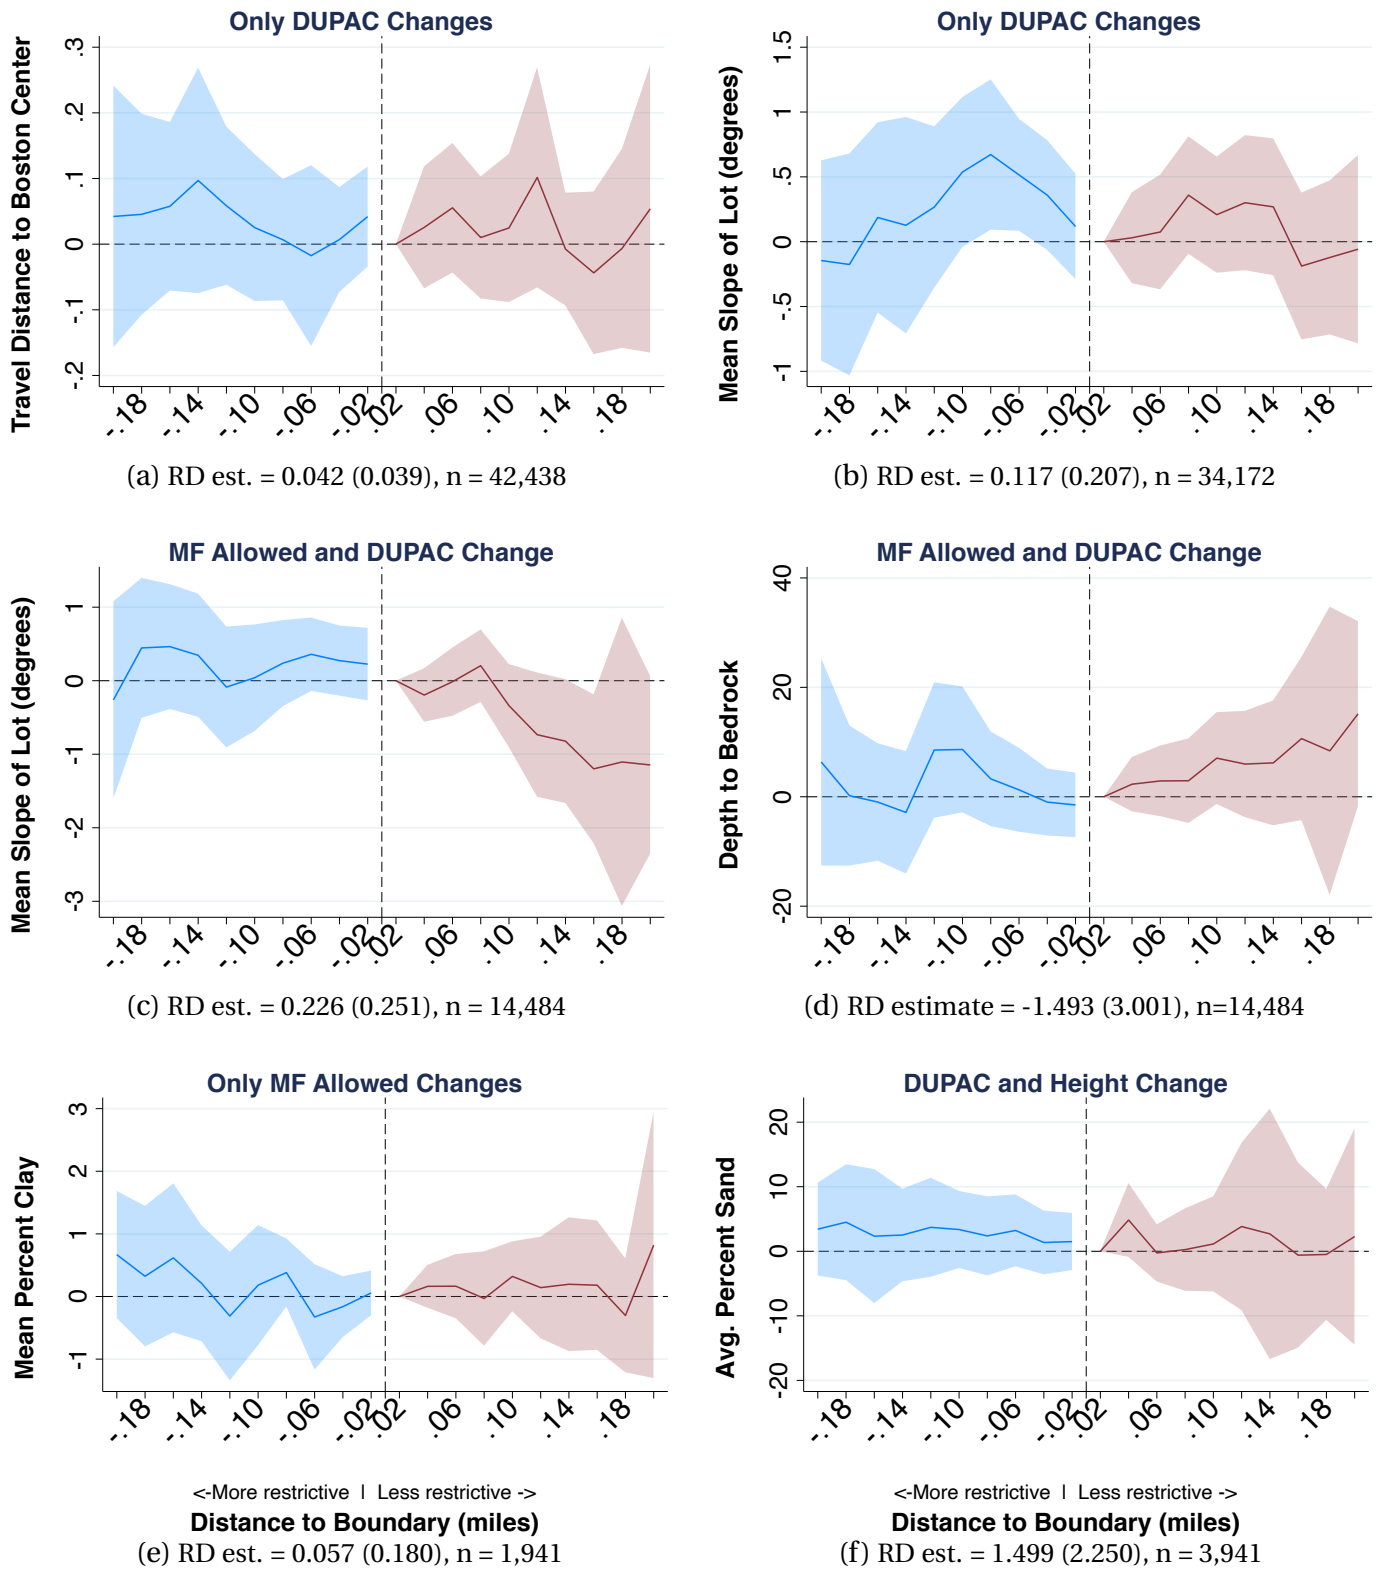 Only DUPAC Changes
Travel Distance to Boston Center
.3
.2
.1
0
-.1
-.2
-.18 -.14 -.10 -.06 -.02 .02 .06 .10 .14 .18
(a) RD est. = 0.042 (0.039), n = 42,438
Only DUPAC Changes
Mean Slope of Lot (degrees)
1.5
1
.5
0
-.5
-1
-.18 -.14 -.10 -.06 -.02 .02 .06 .10 .14 .18
(b) RD est. = 0.117 (0.207), n = 34,172
MF Allowed and DUPAC Change
Mean Slope of Lot (degrees)
1
0
-1
-2
-3
-.18 -.14 -.10 -.06 -.02 .02 .06 .10 .14 .18
(c) RD est. = 0.226 (0.251), n = 14,484
MF Allowed and DUPAC Change
Depth to Bedrock
40
20
0
-20
-.18 -.14 -.10 -.06 -.02 .02 .06 .10 .14 .18
(d) RD estimate = -1.493 (3.001), n=14,484
Only MF Allowed Changes
Mean Percent Clay
3
2
1
0
-1
-.18 -.14 -.10 -.06 -.02 .02 .06 .10 .14 .18
<-More restrictive | Less restrictive ->
Distance to Boundary (miles)
(e) RD est. = 0.057 (0.180), n = 1,941
DUPAC and Height Change
Avg. Percent Sand
20
10
0
-10
-20
-.18 -.14 -.10 -.06 -.02 .02 .06 .10 .14 .18
<-More restrictive | Less restrictive ->
Distance to Boundary (miles)
(f) RD est. = 1.499 (2.250), n = 3,941